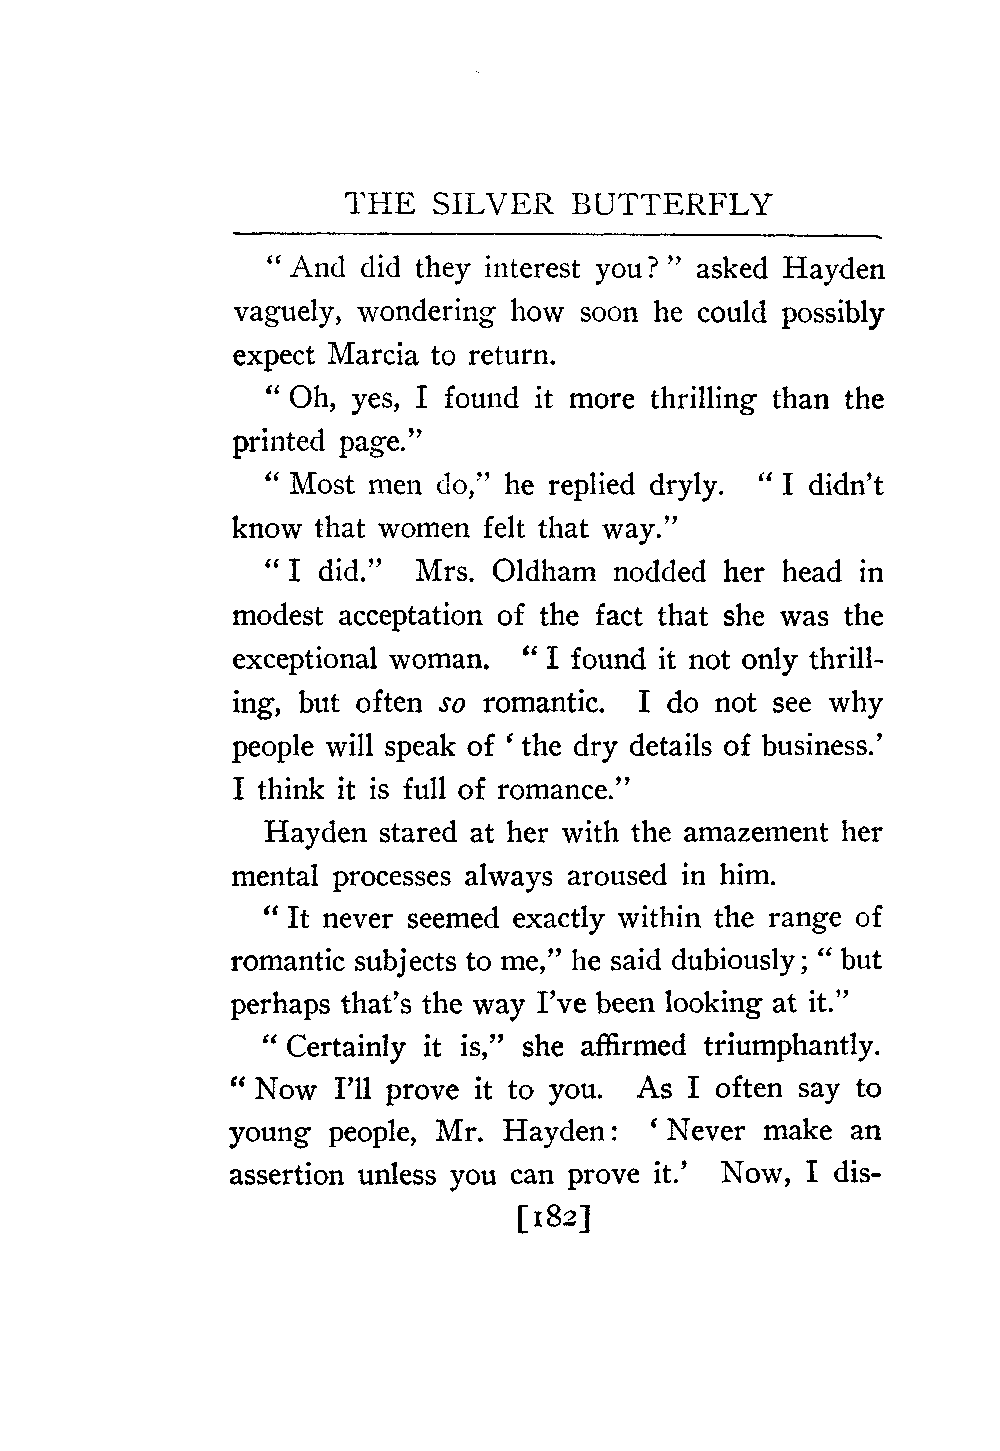 THE SILVER BUTTERFLY
“ And did they interest you? ” asked Hayden
vaguely, wondering how soon he could possibly
expect Marcia to return.
“ Oh, yes, I found it more thrilling than the
printed page.”
“ Most men do,” he replied dryly. “ I didn’t
know that women felt that way.”
“ I did.” Mrs. Oldham nodded her head in
modest acceptation of the fact that she was the
exceptional woman. “ I found it not only thrill-
ing, but often so romantic. I do not see why
people will speak of ‘ the dry details of business.’
I think it is full of romance.”
Hayden stared at her with the amazement her
mental processes always aroused in him.
“ It never seemed exactly within the range of
romantic subjects to me,” he said dubiously; “ but
perhaps that’s the way I’ve been looking at it.”
“ Certainly it is,” she affirmed triumphantly.
“ Now I’ll prove it to you. As I often say to
young people, Mr. Hayden: ‘ Never make an
assertion unless you can prove it.’ Now, I dis-
[182]